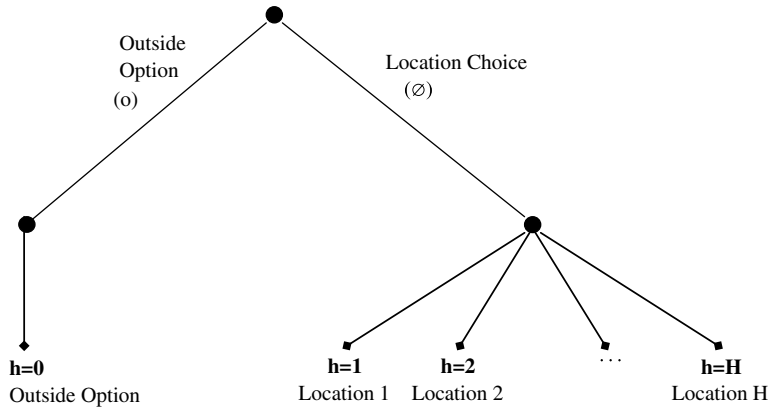 Outside
Option
(o)
Location Choice
(∅)
h=0
Outside Option
h=1
Location 1
h=2
Location 2
...
h=H
Location H